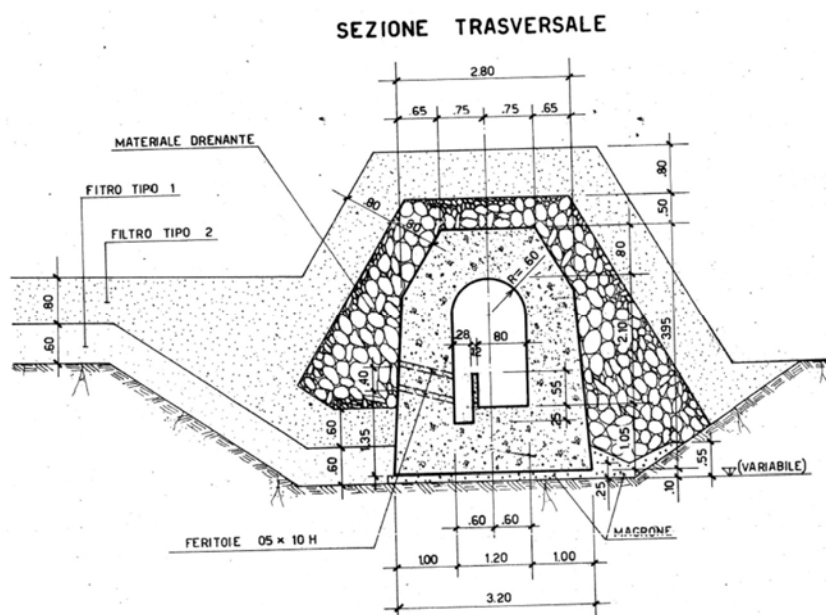 SEZIONE TRASVERSALE
2.80
.65 .75 .75 .65
MATERIALE DRENANTE
FITRO TIPO 1
FILTRO TIPO 2
.80
.50
.80
.80
.80
R=.60
.80
.60
.28
.80
12
2.10
3.95
.40
.55
.25
1.05
.60
1.35
.60
.55
(VARIABILE)
.25
.10
.60 .60
FERITOIE 05 × 10 H
MAGRONE
1.00 1.20 1.00
3.20